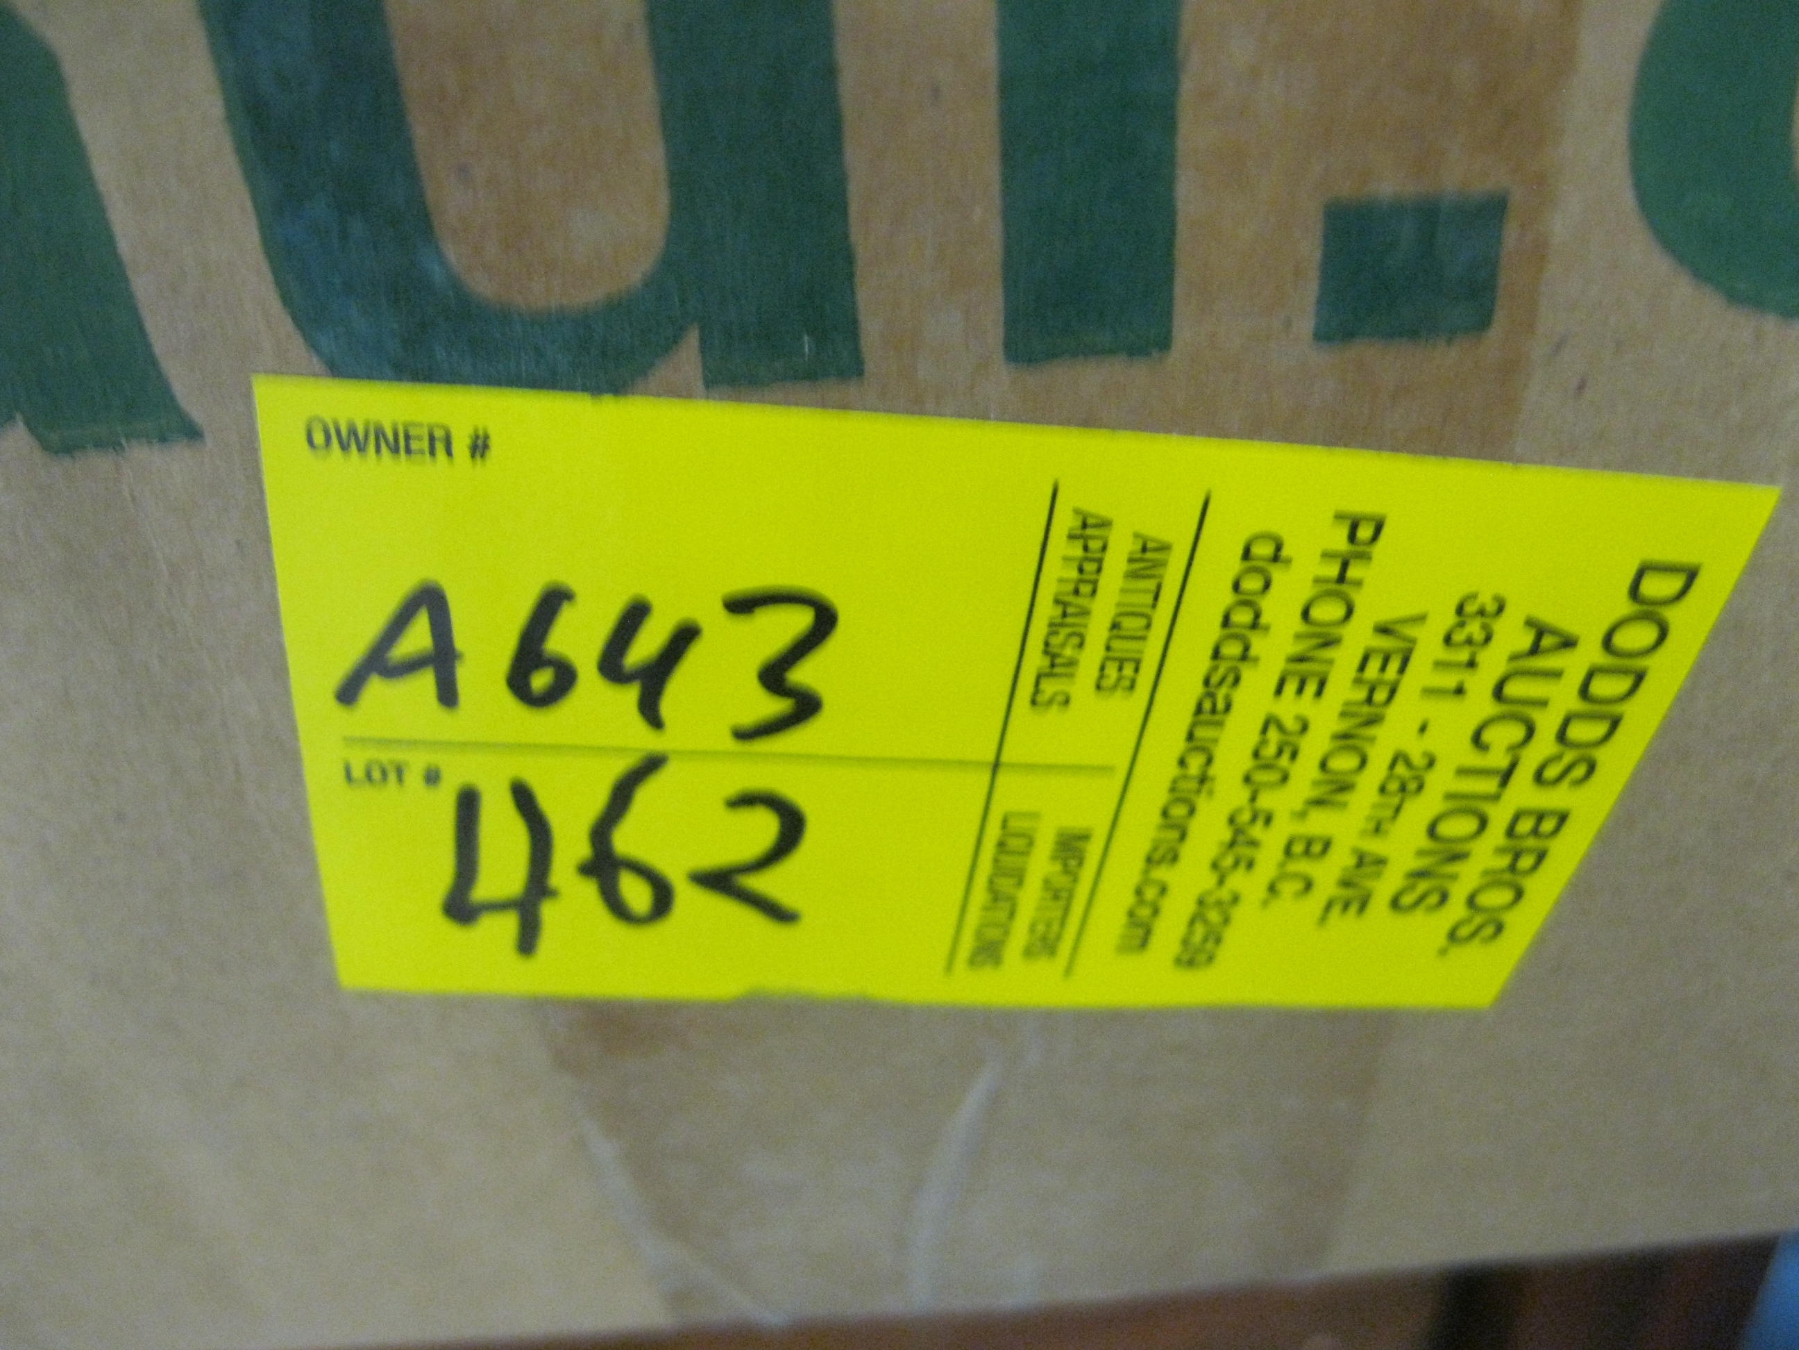 OWNER #
A643
LOT #
462
DODDS BROS.
AUCTIONS
3311 - 28TH AVE.
VERNON, B.C.
PHONE 250-545-3259
doddsauctions.com
ANTIQUES
APPRAISALS
IMPORTERS
LIQUIDATIONS